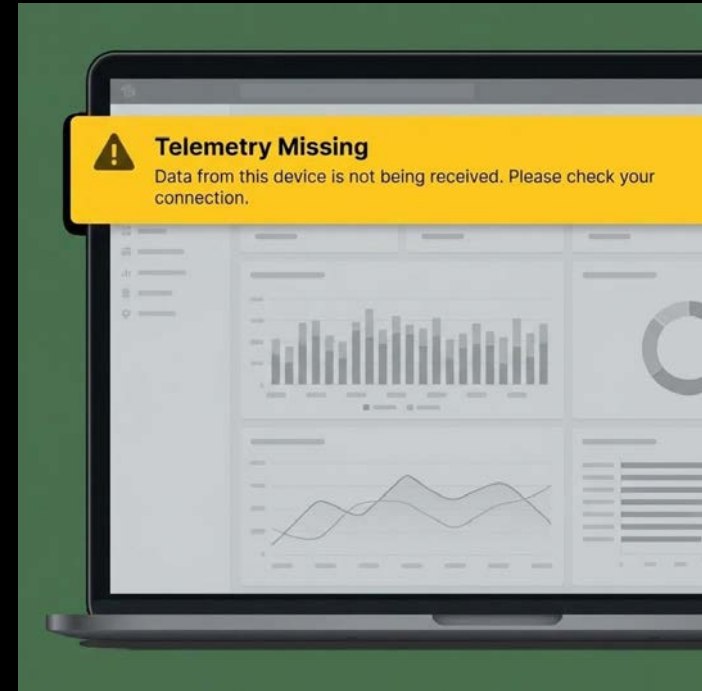 Telemetry Missing
Data from this device is not being received. Please check your
connection.